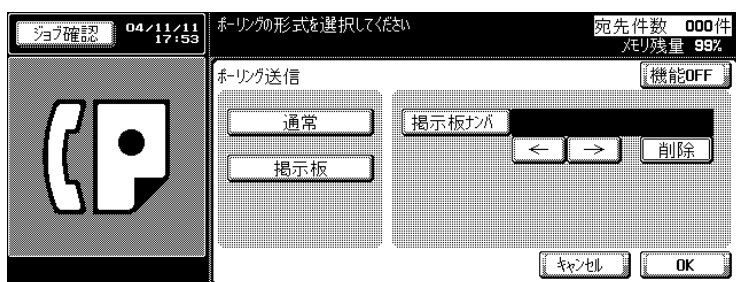 ジョブ確認
04/11/11
17:53
ポーリングの形式を選択してください
宛先件数 000件
メモリ残量 99%
ポーリング送信
機能OFF
通常
掲示板ナンバ
← → 削除
掲示板
キャンセル OK